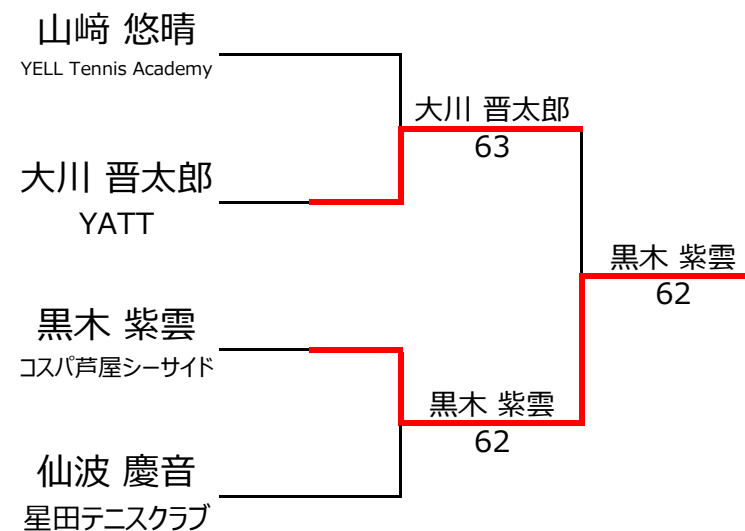 山﨑 悠晴
YELL Tennis Academy
大川 晋太郎
63
大川 晋太郎
YATT
黒木 紫雲
62
黒木 紫雲
コスパ芦屋シーサイド
黒木 紫雲
62
仙波 慶音
星田テニスクラブ